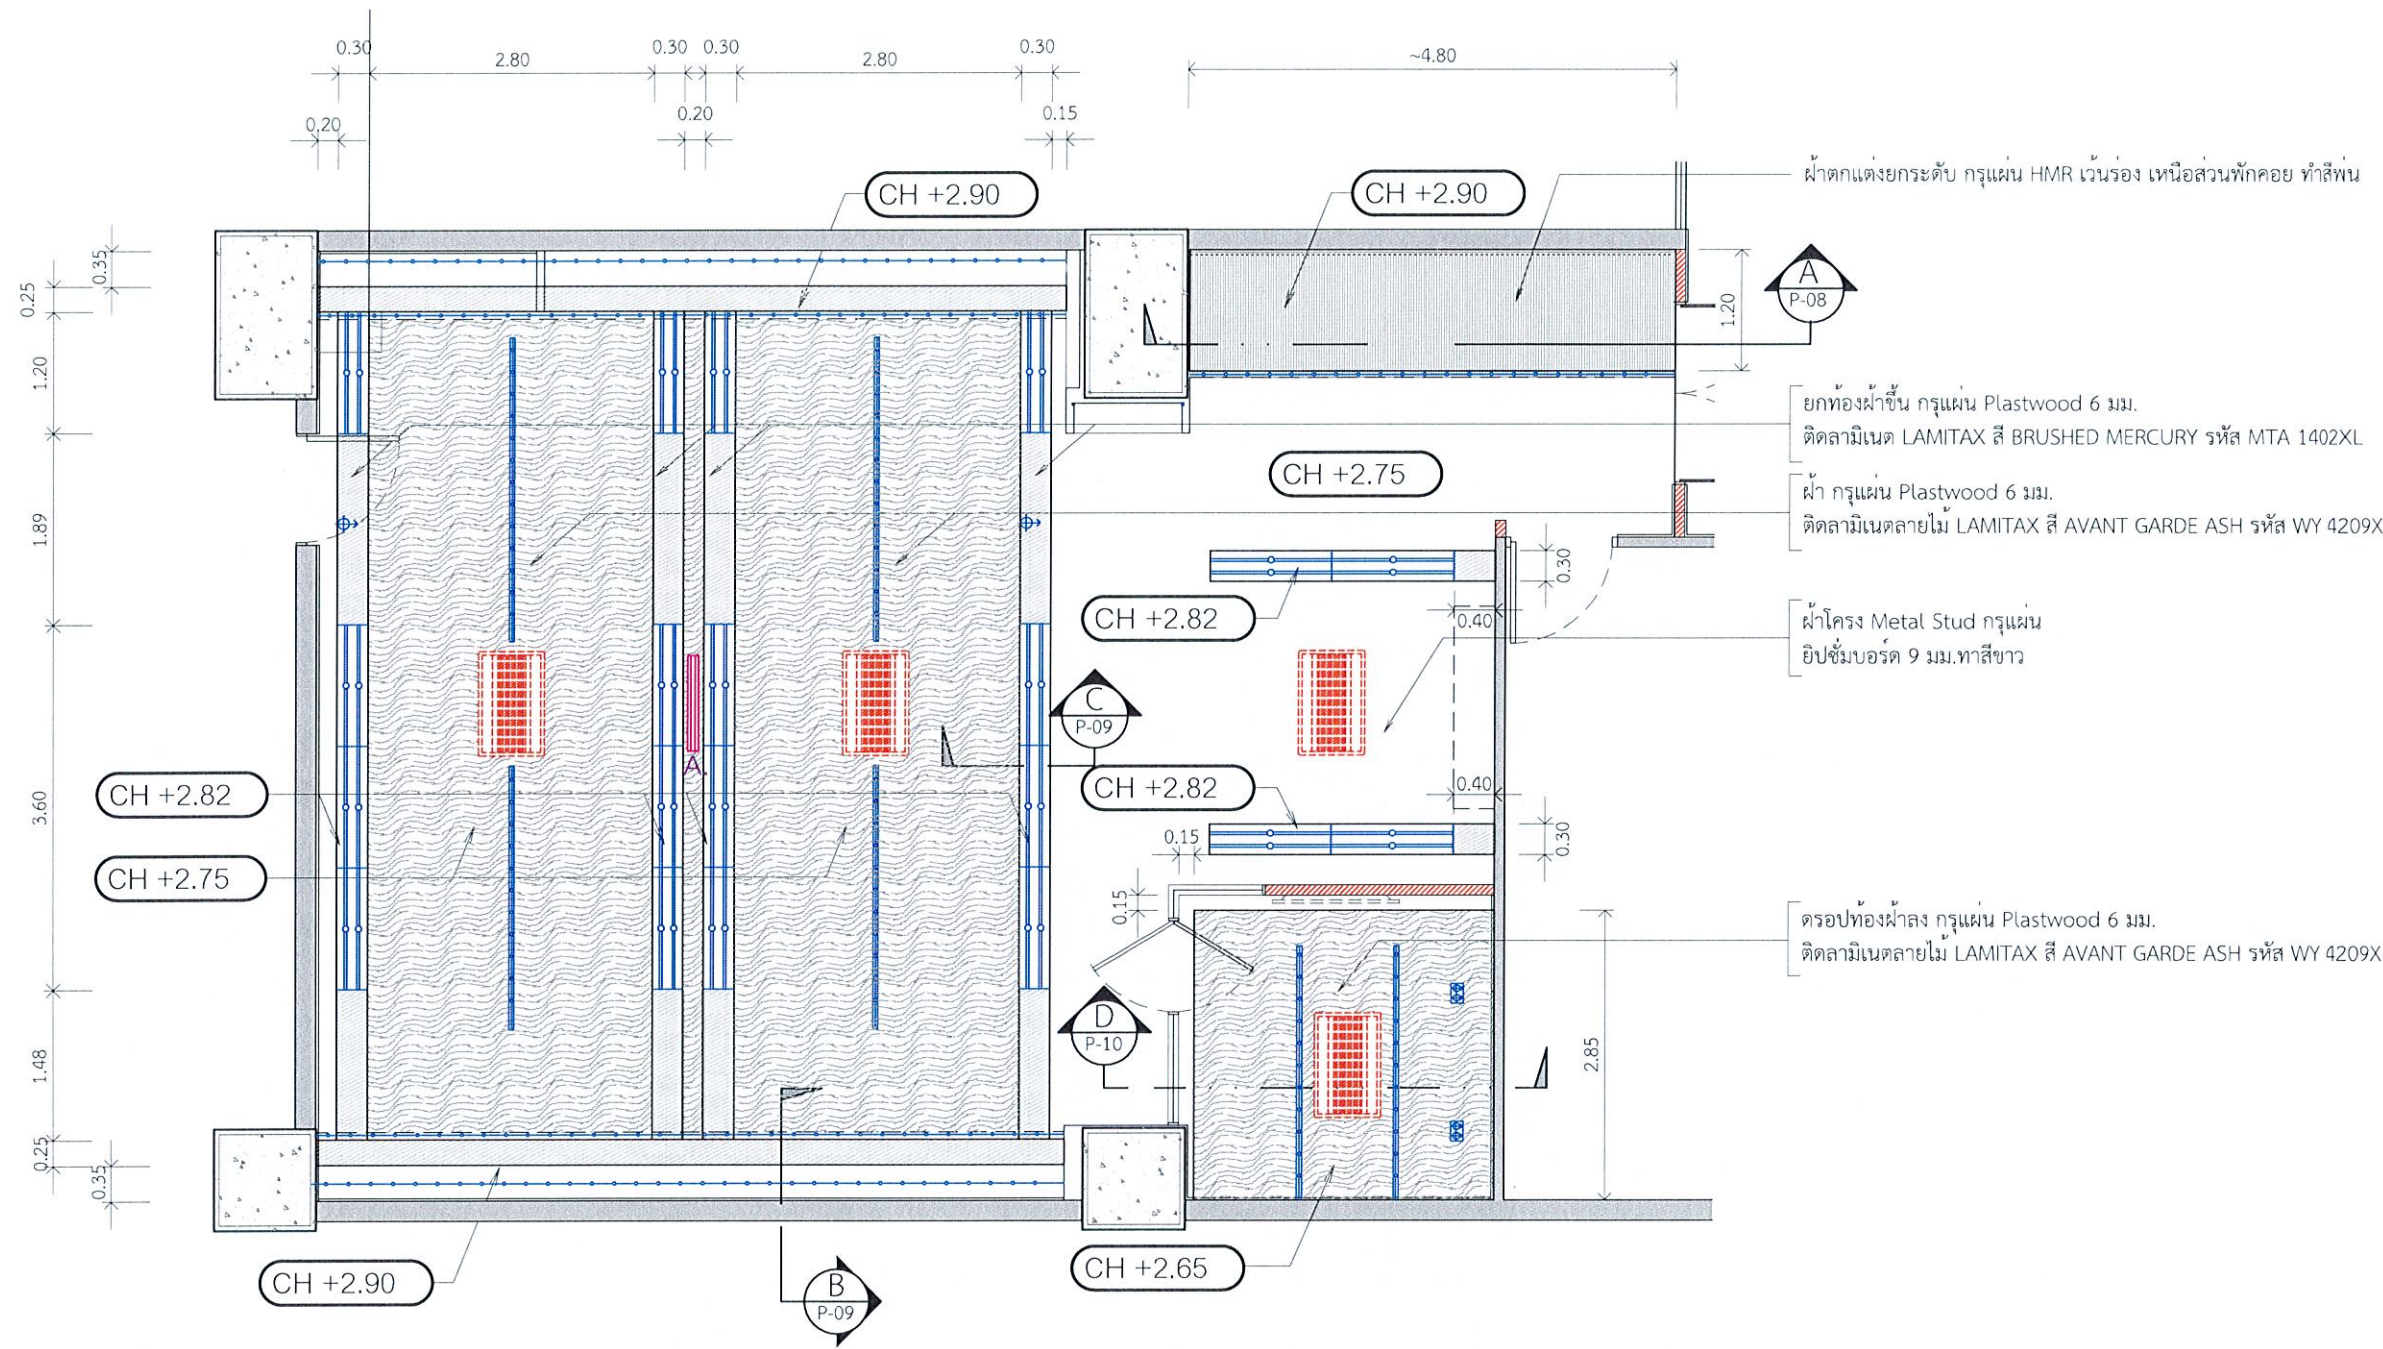 0.30
2.80
0.30
0.30
2.80
0.30
~4.80
0.20
0.20
0.15
CH +2.90
CH +2.90
ฝ้าตกแต่งยกระดับ กรุแผ่น HMR เว้นร่อง เหนือส่วนพักคอย ทำสีพ่น
0.35
0.25
1.20
A
P-08
1.20
ยกท้องฝ้าขึ้น กรุแผ่น Plastwood 6 มม.
ติดลามิเนต LAMITAX สี BRUSHED MERCURY รหัส MTA 1402XL
CH +2.75
ฝ้า กรุแผ่น Plastwood 6 มม.
ติดลามิเนตลายไม้ LAMITAX สี AVANT GARDE ASH รหัส WY 4209X
1.89
0.30
CH +2.82
0.40
ฝ้าโครง Metal Stud กรุแผ่น
ยิปซั่มบอร์ด 9 มม.ทาสีขาว
C
P-09
A.
CH +2.82
CH +2.82
0.40
3.60
0.15
0.30
CH +2.75
0.15
ดรอปท้องฝ้าลง กรุแผ่น Plastwood 6 มม.
ติดลามิเนตลายไม้ LAMITAX สี AVANT GARDE ASH รหัส WY 4209X
D
P-10
1.48
2.85
0.25
0.35
CH +2.90
CH +2.65
B
P-09